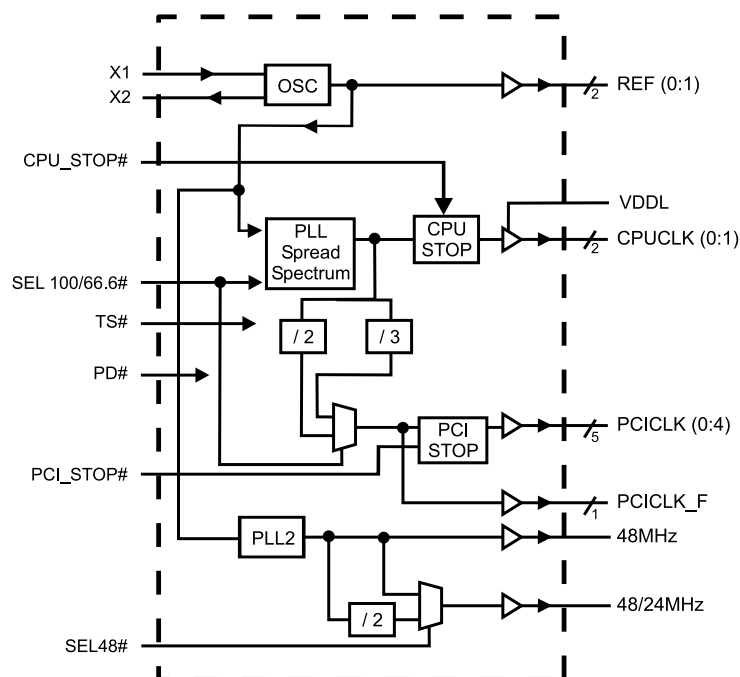 X1
OSC
REF (0:1)
2
X2
CPU_STOP#
VDDL
PLL
Spread
Spectrum
CPU
STOP
CPUCLK (0:1)
2
SEL 100/66.6#
TS#
/ 2
/ 3
PD#
PCI
STOP
PCICLK (0:4)
5
PCI_STOP#
PCICLK_F
1
PLL2
48MHz
/ 2
48/24MHz
SEL48#